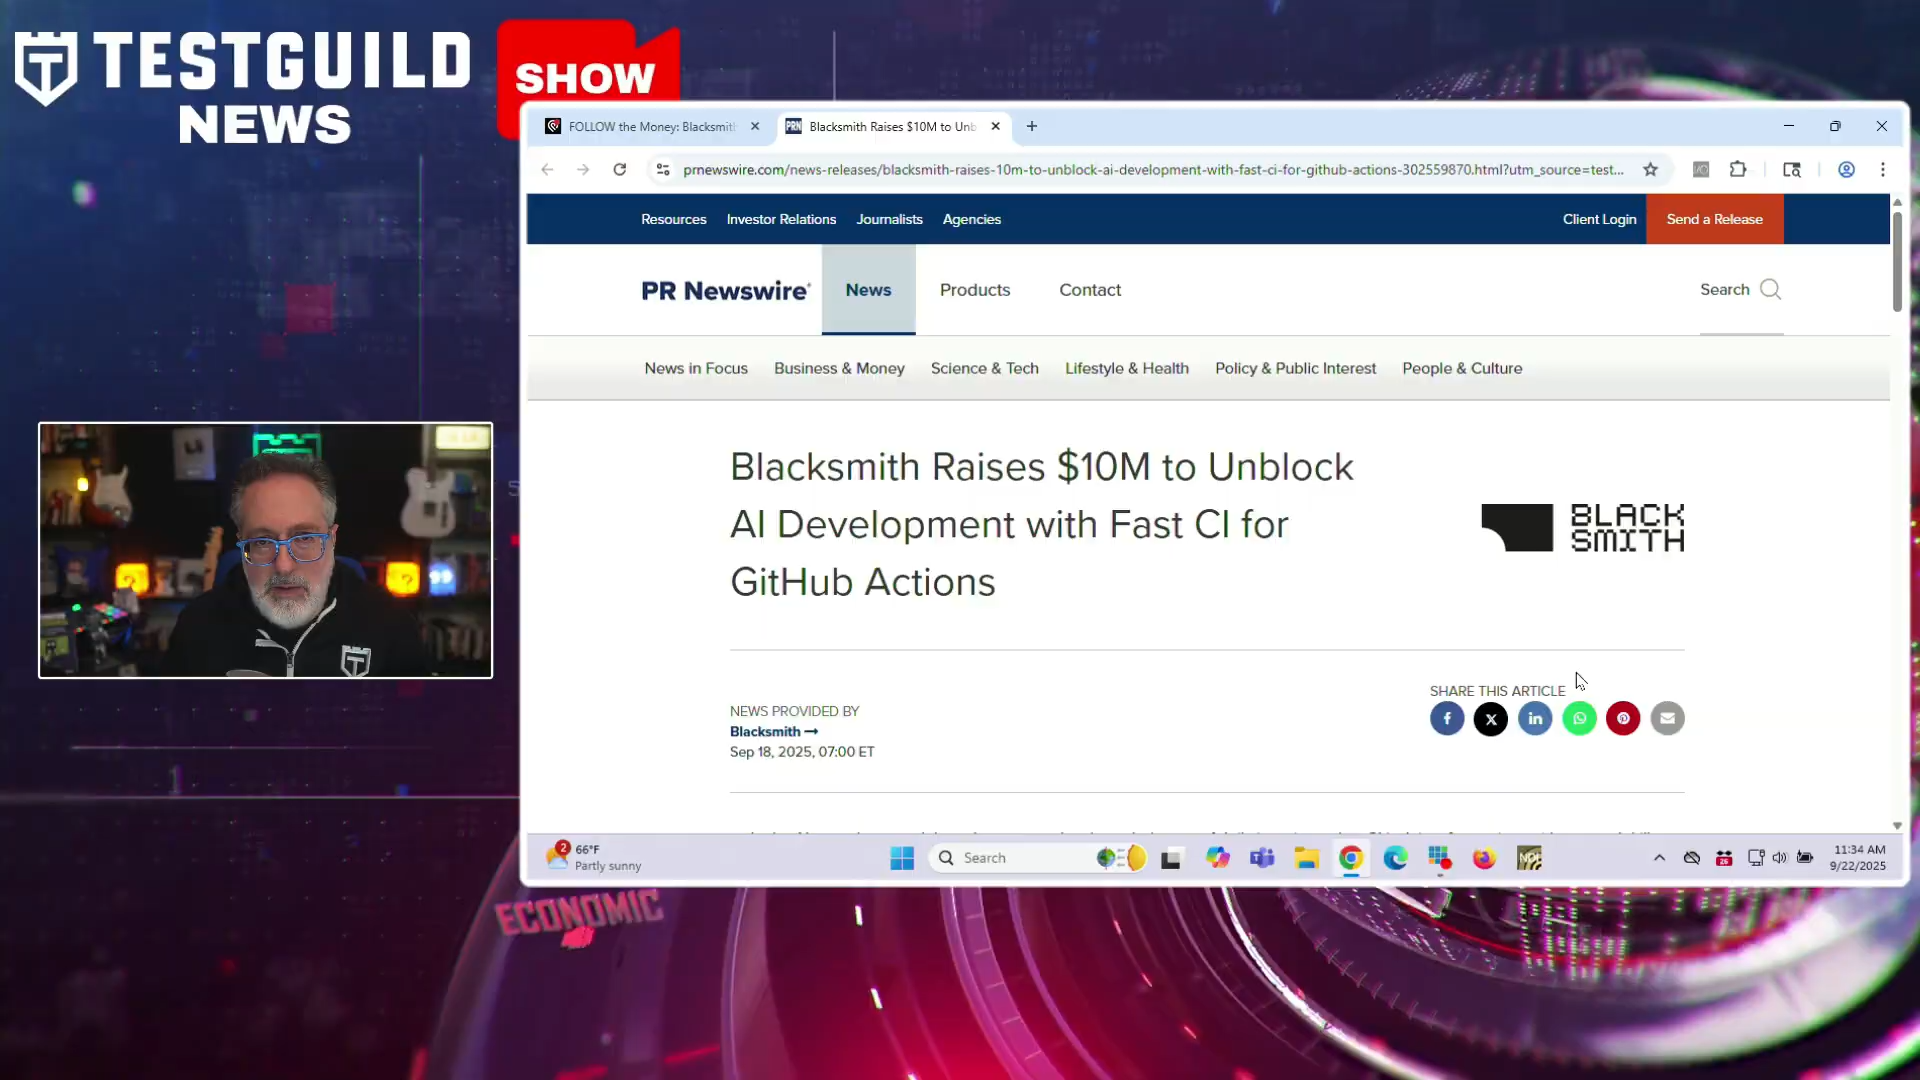 TESTGUILD
NEWS
SHOW
FOLLOW the Money: Blacksmith
Blacksmith Raises $10M to Unb
prnewswire.com/news-releases/blacksmith-raises-10m-to-unblock-ai-development-with-fast-ci-for-github-actions-302559870.html?utm_source=test...
Resources Investor Relations Journalists Agencies
Client Login Send a Release
PR Newswire News Products Contact
Search
News in Focus Business & Money Science & Tech Lifestyle & Health Policy & Public Interest People & Culture
Blacksmith Raises $10M to Unblock
AI Development with Fast CI for
GitHub Actions
BLACK
SMITH
SHARE THIS ARTICLE
NEWS PROVIDED BY
Blacksmith
Sep 18, 2025, 07:00 ET
2
66°F
Partly sunny
Search
26
11:34 AM
9/22/2025
ECONOMIC